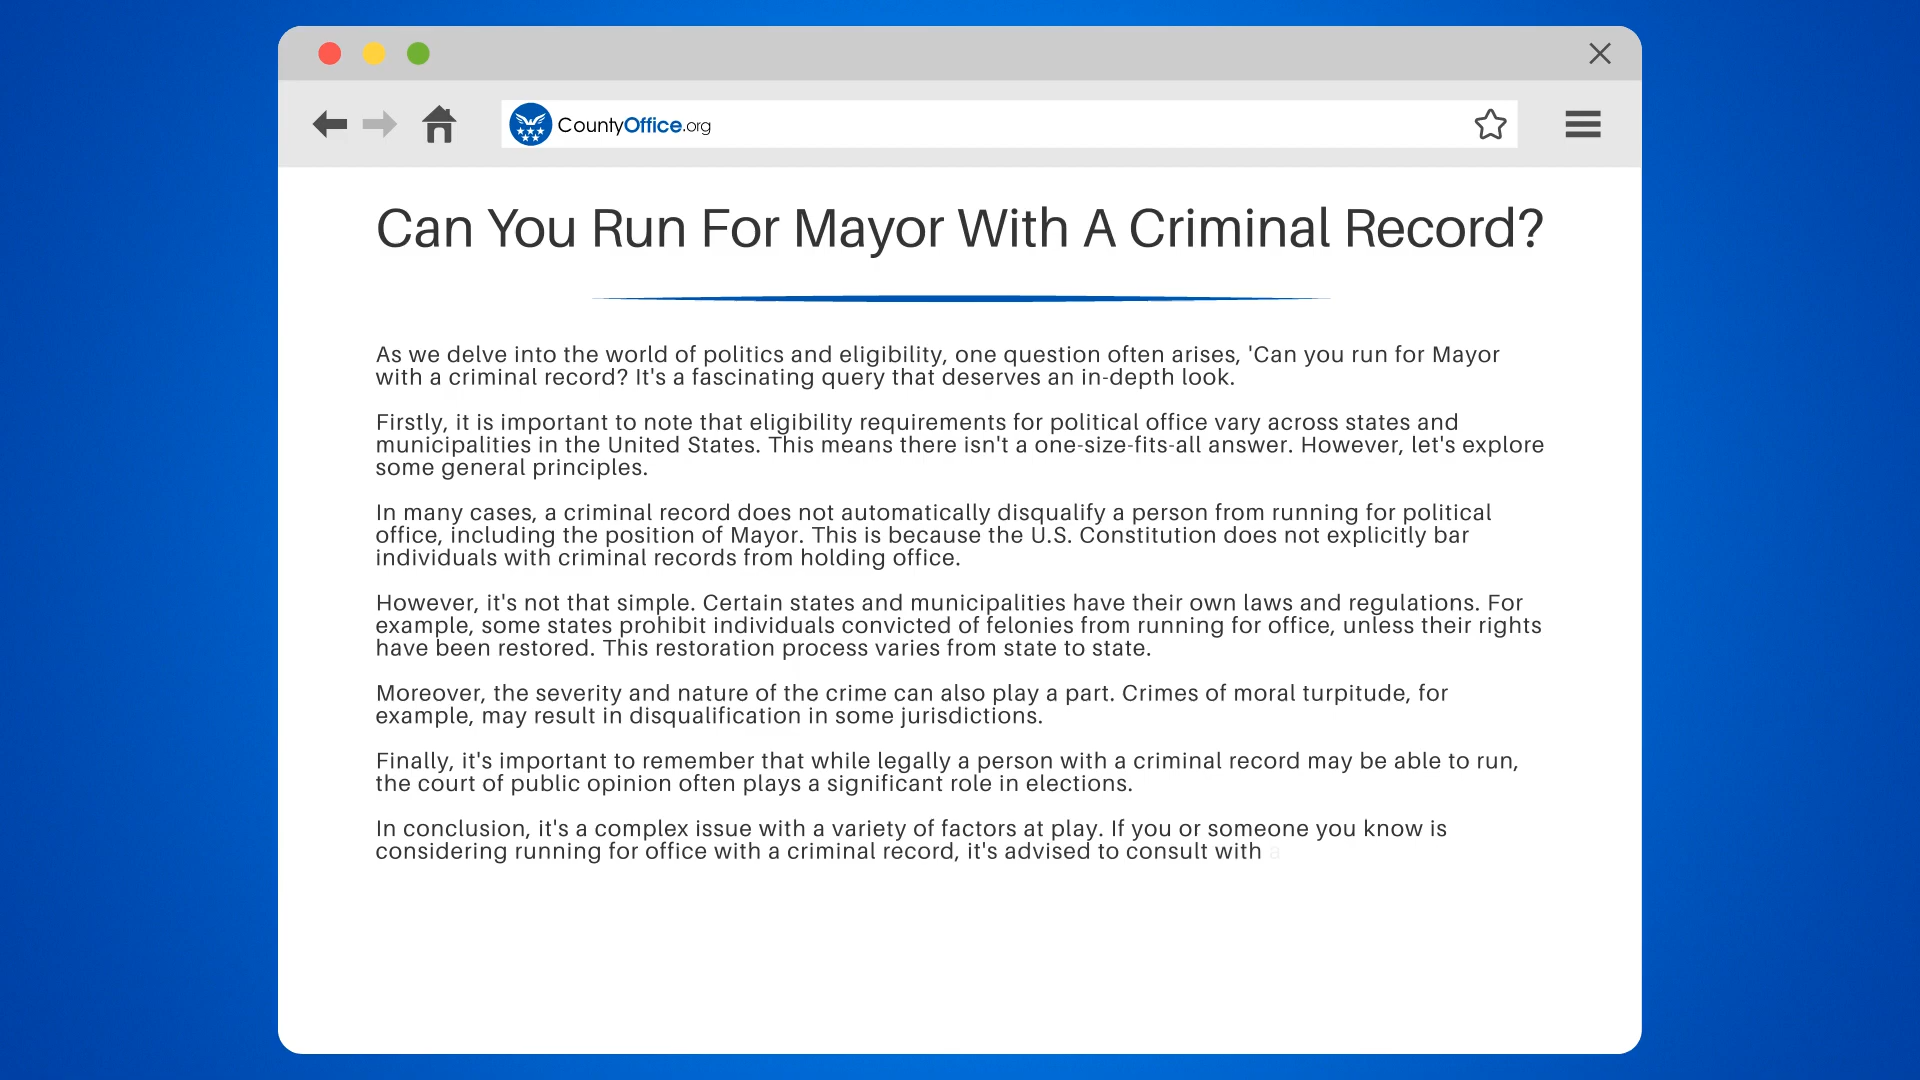 CountyOffice.org
Can You Run For Mayor With A Criminal Record?
As we delve into the world of politics and eligibility, one question often arises, 'Can you run for Mayor
with a criminal record? It's a fascinating query that deserves an in-depth look.
Firstly, it is important to note that eligibility requirements for political office vary across states and
municipalities in the United States. This means there isn't a one-size-fits-all answer. However, let's explore
some general principles.
In many cases, a criminal record does not automatically disqualify a person from running for political
office, including the position of Mayor. This is because the U.S. Constitution does not explicitly bar
individuals with criminal records from holding office.
However, it's not that simple. Certain states and municipalities have their own laws and regulations. For
example, some states prohibit individuals convicted of felonies from running for office, unless their rights
have been restored. This restoration process varies from state to state.
Moreover, the severity and nature of the crime can also play a part. Crimes of moral turpitude, for
example, may result in disqualification in some jurisdictions.
Finally, it's important to remember that while legally a person with a criminal record may be able to run,
the court of public opinion often plays a significant role in elections.
In conclusion, it's a complex issue with a variety of factors at play. If you or someone you know is
considering running for office with a criminal record, it's advised to consult with a